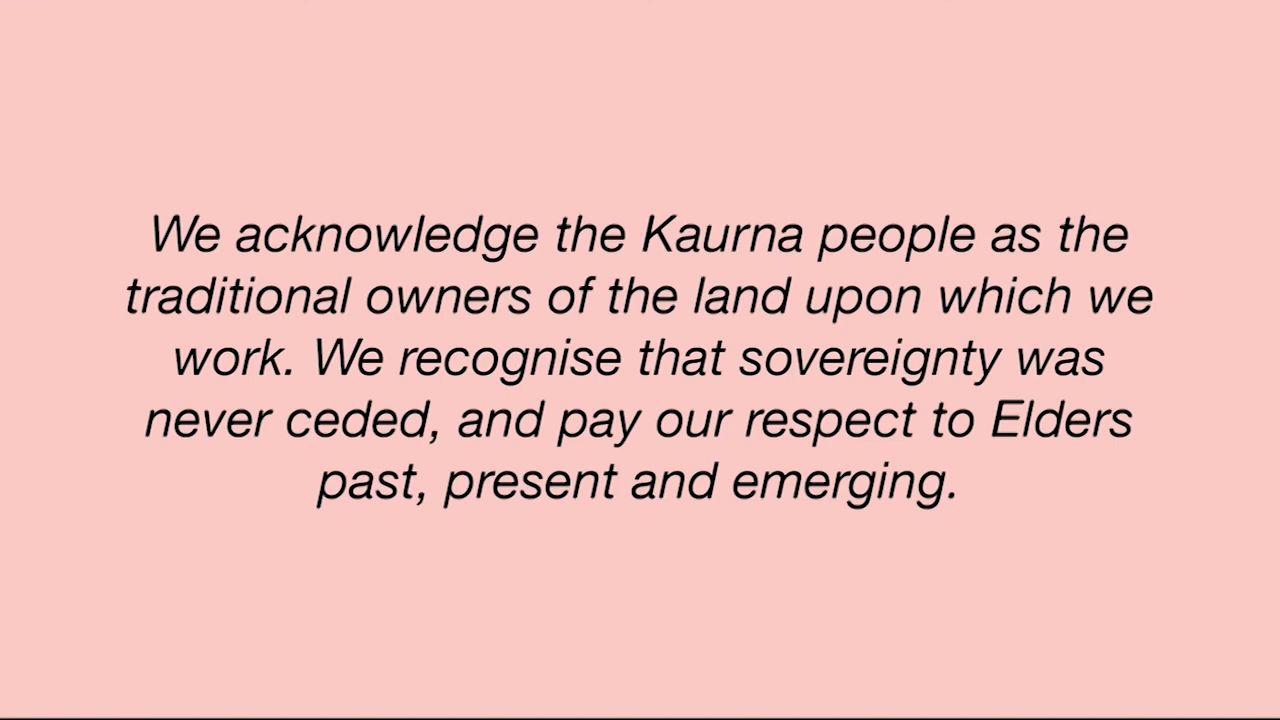 We acknowledge the Kaurna people as the
traditional owners of the land upon which we
work. We recognise that sovereignty was
never ceded, and pay our respect to Elders
past, present and emerging.